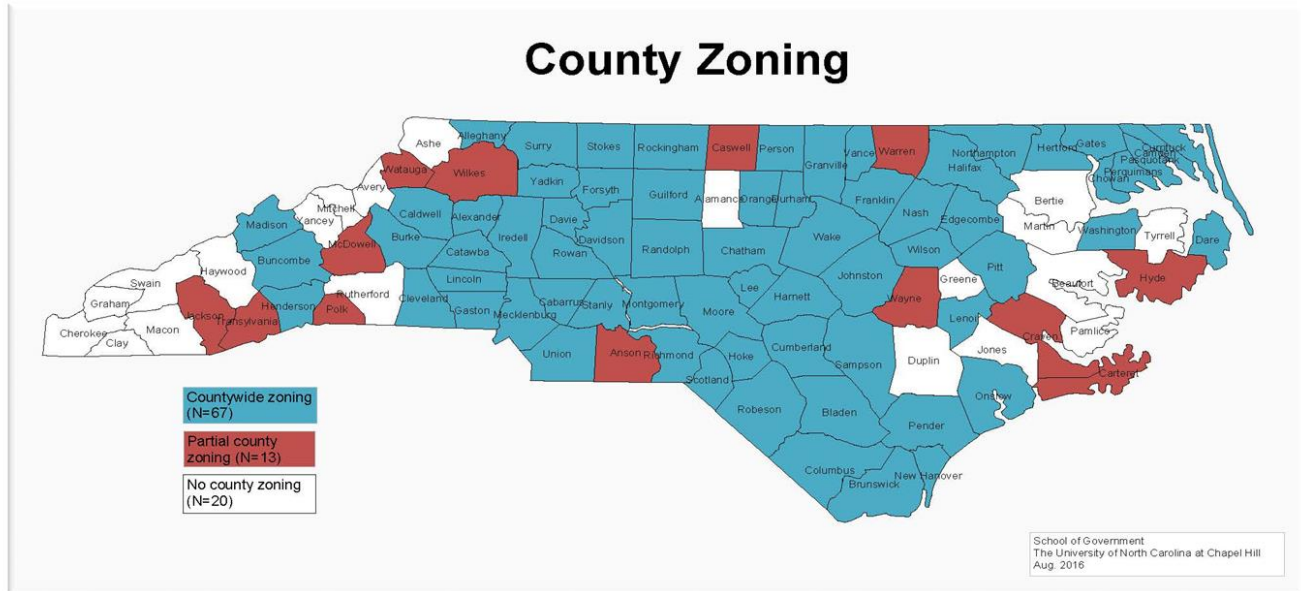 County Zoning
Ashe
Alleghany
Surry
Stokes
Rockingham
Caswell
Person
Granville
Vance
Warren
Northampton
Halifax
Hertford
Gates
Currituck
Camden
Pasquotank
Perquimans
Chowan
Watauga
Wilkes
Yadkin
Forsyth
Guilford
Alamance
Orange
Durham
Franklin
Nash
Edgecombe
Bertie
Martin
Washington
Tyrrell
Dare
Avery
Mitchell
Yancey
Madison
McDowell
Caldwell
Alexander
Burke
Catawba
Iredell
Davie
Davidson
Rowan
Randolph
Chatham
Wake
Johnston
Wilson
Greene
Pitt
Beaufort
Hyde
Haywood
Buncombe
Swain
Graham
Cherokee
Clay
Macon
Jackson
Transylvania
Henderson
Polk
Rutherford
Cleveland
Lincoln
Gaston
Mecklenburg
Cabarrus
Stanly
Montgomery
Moore
Lee
Harnett
Wayne
Lenoir
Craven
Pamlico
Jones
Carteret
Union
Anson
Richmond
Scotland
Hoke
Cumberland
Sampson
Duplin
Onslow
Robeson
Bladen
Pender
Columbus
Brunswick
New Hanover
Countywide zoning
(N=67)
Partial county
zoning (N=13)
No county zoning
(N=20)
School of Government
The University of North Carolina at Chapel Hill
Aug. 2016